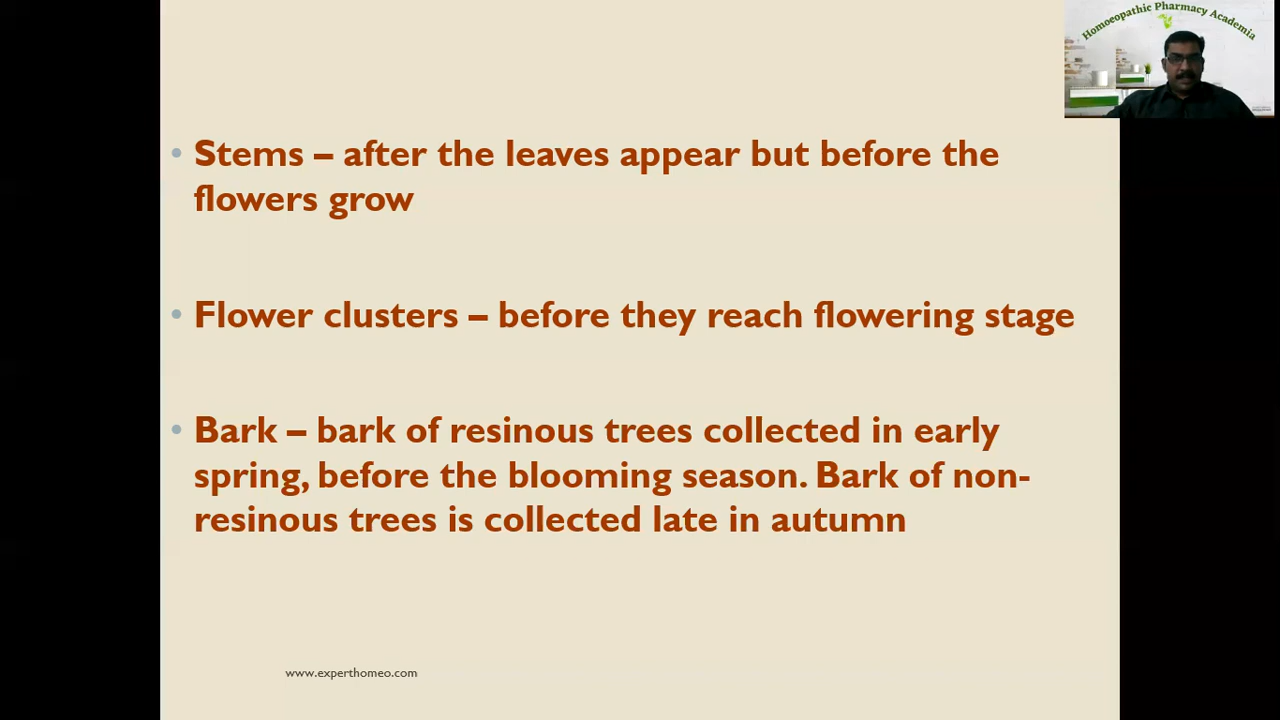 Homoeopathic Pharmacy Academia
• Stems – after the leaves appear but before the
flowers grow
• Flower clusters – before they reach flowering stage
• Bark – bark of resinous trees collected in early
spring, before the blooming season. Bark of non-
resinous trees is collected late in autumn
www.experthomeo.com